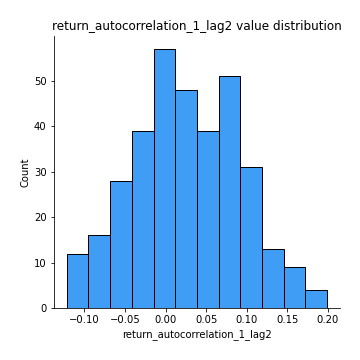 return_autocorrelation_1_lag2 value distribution
Count
50
40
30
20
10
0
-0.10 -0.05 0.00 0.05 0.10 0.15 0.20
return_autocorrelation_1_lag2